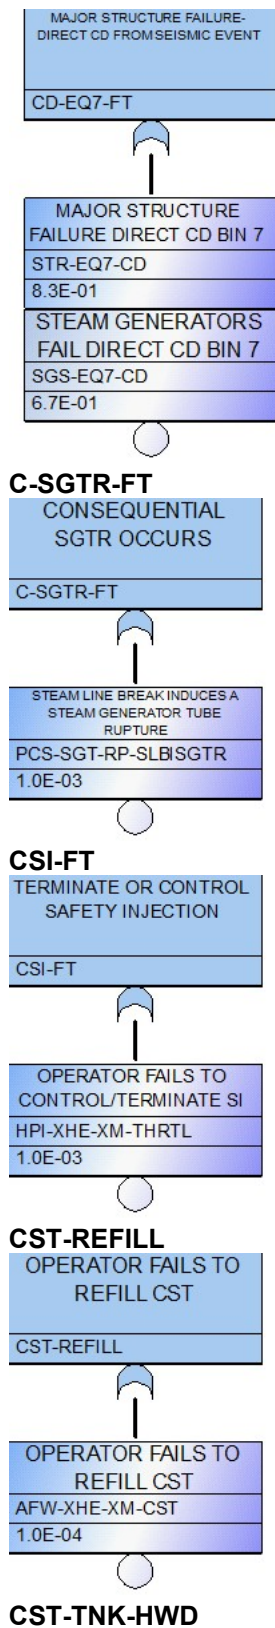 MAJOR STRUCTURE FAILURE-
DIRECT CD FROM SEISMIC EVENT
CD-EQ7-FT
MAJOR STRUCTURE
FAILURE DIRECT CD BIN 7
STR-EQ7-CD
8.3E-01
STEAM GENERATORS
FAIL DIRECT CD BIN 7
SGS-EQ7-CD
6.7E-01
C-SGTR-FT
CONSEQUENTIAL
SGTR OCCURS
C-SGTR-FT
STEAM LINE BREAK INDUCES A
STEAM GENERATOR TUBE
RUPTURE
PCS-SGT-RP-SLBISGTR
1.0E-03
CSI-FT
TERMINATE OR CONTROL
SAFETY INJECTION
CSI-FT
OPERATOR FAILS TO
CONTROL/TERMINATE SI
HPI-XHE-XM-THRTL
1.0E-03
CST-REFILL
OPERATOR FAILS TO
REFILL CST
CST-REFILL
OPERATOR FAILS TO
REFILL CST
AFW-XHE-XM-CST
1.0E-04
CST-TNK-HWD